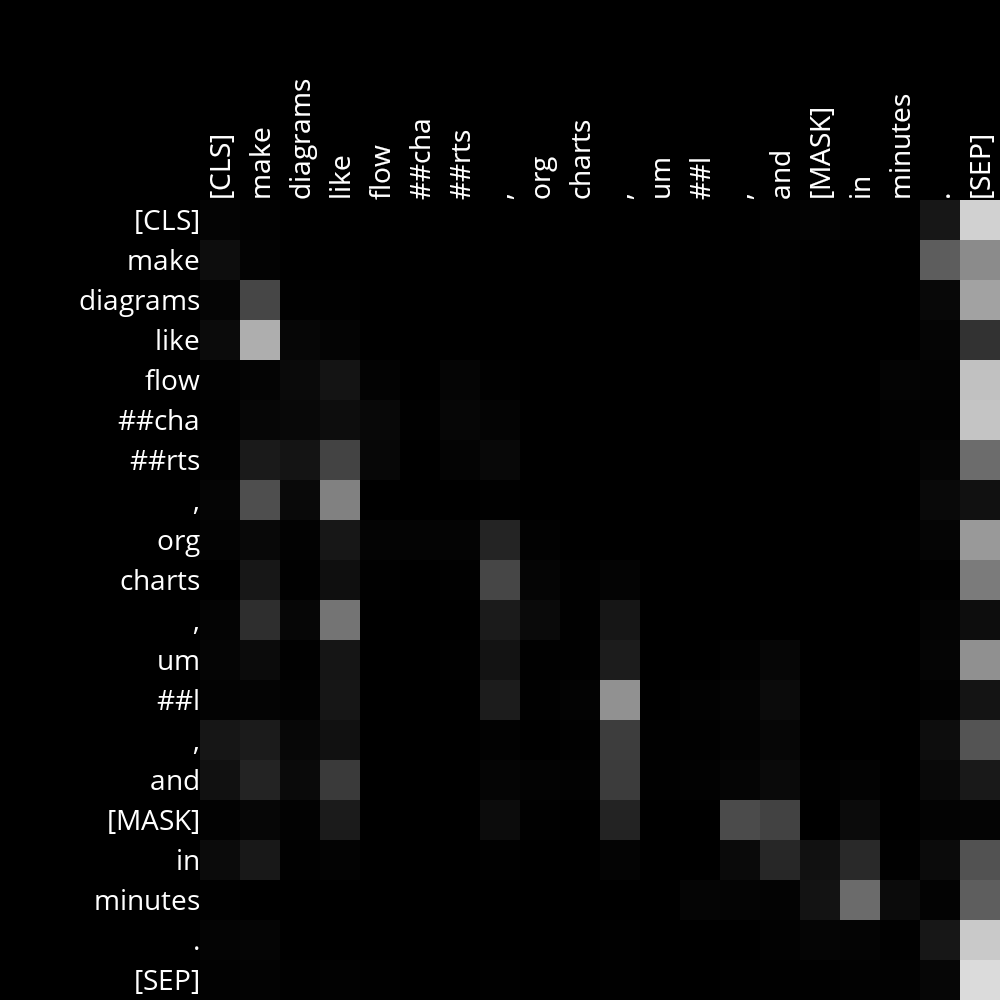 [CLS] make diagrams like flow ##cha ##rts , org charts , um ##l , and [MASK] in minutes . [SEP]
[CLS]
make
diagrams
like
flow
##cha
##rts
,
org
charts
,
um
##l
,
and
[MASK]
in
minutes
.
[SEP]